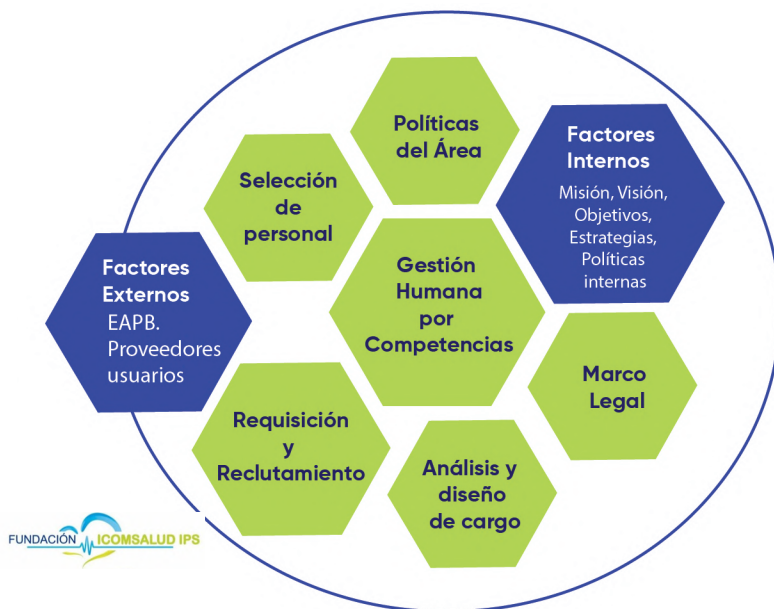 Políticas
del Área
Factores
Internos
Misión, Visión,
Objetivos,
Estrategias,
Políticas
internas
Selección
de
personal
Factores
Externos
EAPB.
Proveedores
usuarios
Gestión
Humana
por
Competencias
Marco
Legal
Requisición
y
Reclutamiento
Análisis y
diseño
de cargo
FUNDACIÓN ICOMSALUD IPS